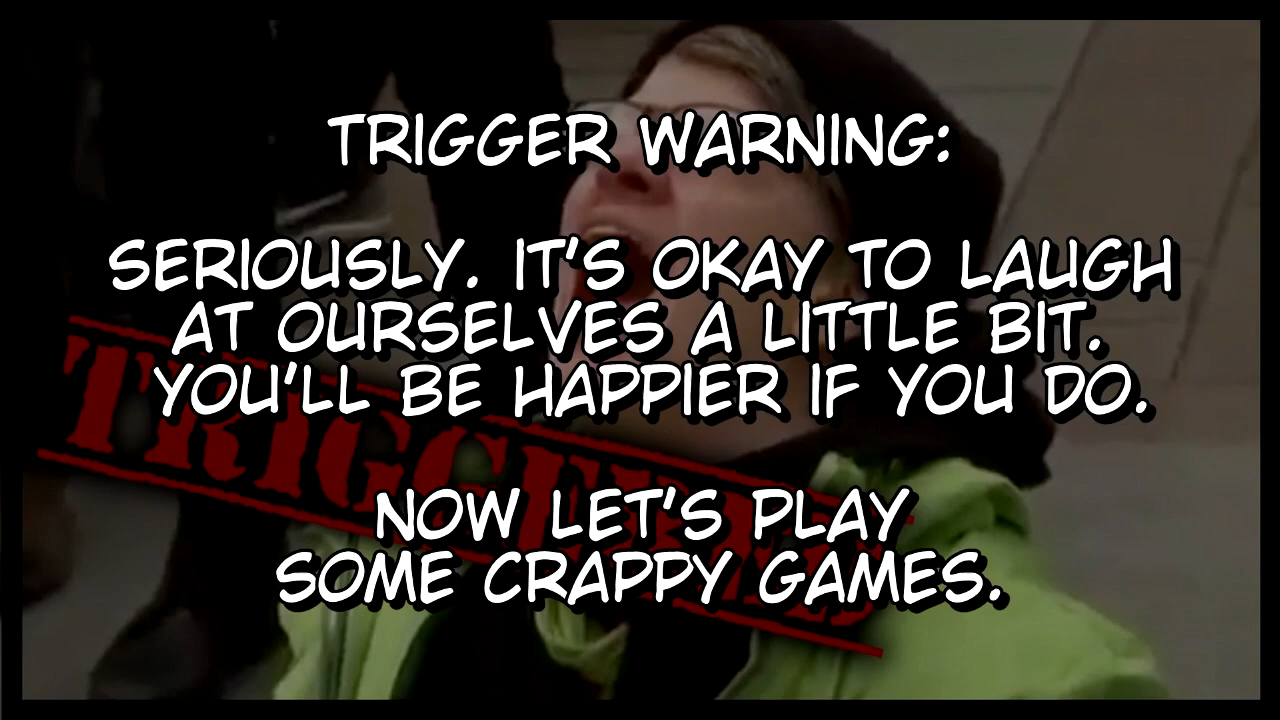 TRIGGER WARNING:
SERIOUSLY. IT'S OKAY TO LAUGH
AT OURSELVES A LITTLE BIT.
YOU'LL BE HAPPIER IF YOU DO.
TRIGGERED
NOW LET'S PLAY
SOME CRAPPY GAMES.